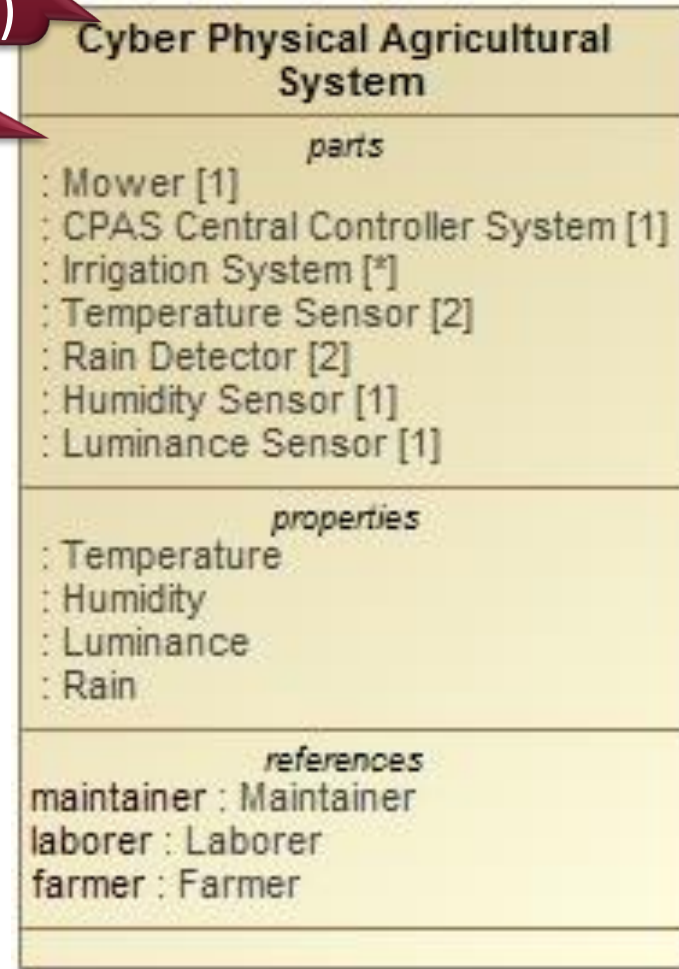 )
Cyber Physical Agricultural
System
parts
: Mower [1]
: CPAS Central Controller System [1]
: Irrigation System [*]
: Temperature Sensor [2]
: Rain Detector [2]
: Humidity Sensor [1]
: Luminance Sensor [1]
properties
: Temperature
: Humidity
: Luminance
: Rain
references
maintainer : Maintainer
laborer : Laborer
farmer : Farmer